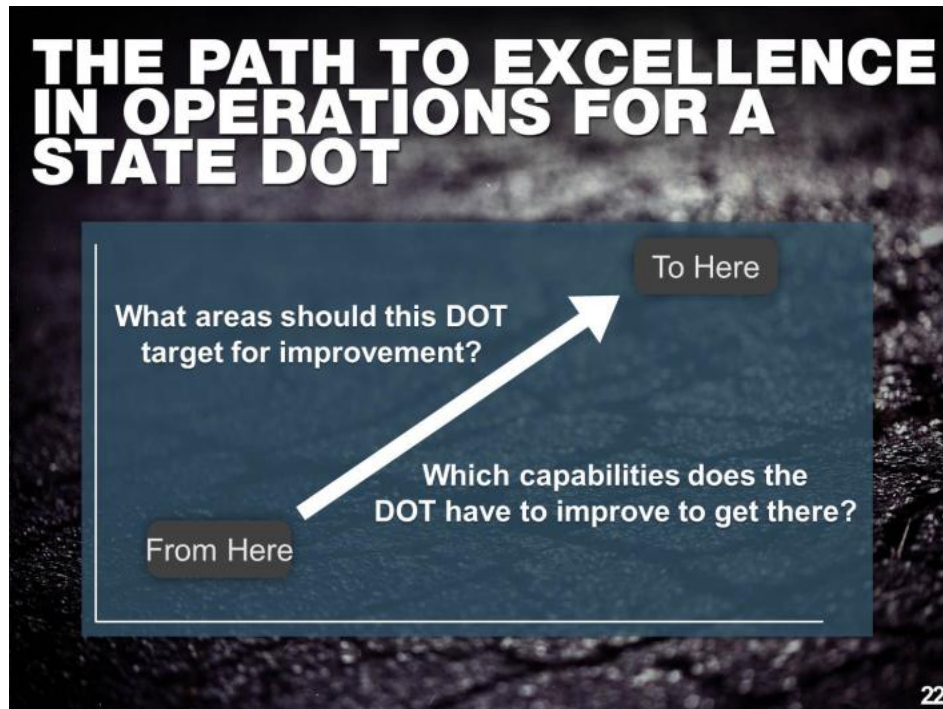 THE PATH TO EXCELLENCE
IN OPERATIONS FOR A
STATE DOT
To Here
What areas should this DOT
target for improvement?
Which capabilities does the
DOT have to improve to get there?
From Here
22